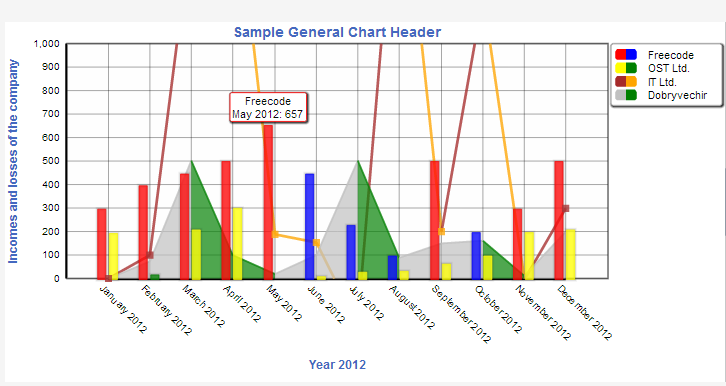 Sample General Chart Header
Incomes and losses of the company
1,000
900
800
700
600
500
400
300
200
100
0
Freecode
May 2012: 657
January 2012
February 2012
March 2012
April 2012
May 2012
June 2012
July 2012
August 2012
September 2012
October 2012
November 2012
December 2012
Year 2012
Freecode
OST Ltd.
IT Ltd.
Dobryvechir